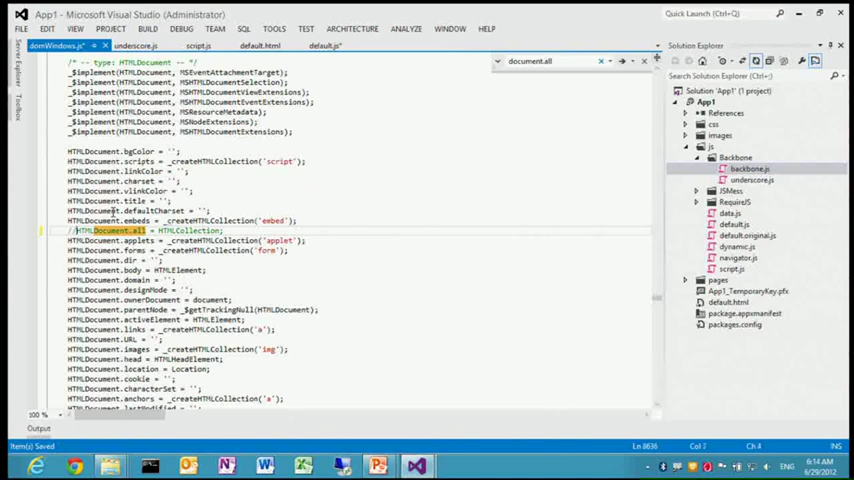 App1 - Microsoft Visual Studio (Administrator)
Quick Launch (Ctrl+Q)
FILE EDIT VIEW PROJECT BUILD DEBUG TEAM SQL TOOLS TEST ARCHITECTURE ANALYZE WINDOW HELP
domWindows.js* underscore.js script.js default.html default.js*
Server Explorer
Toolbox
document.all
/* -- type: HTMLDocument -- */
_$implement(HTMLDocument, MSEventAttachmentTarget);
_$implement(HTMLDocument, MSHTMLDocumentSelection);
_$implement(HTMLDocument, MSHTMLDocumentViewExtensions);
_$implement(HTMLDocument, MSHTMLDocumentEventExtensions);
_$implement(HTMLDocument, MSResourceMetadata);
_$implement(HTMLDocument, MSNodeExtensions);
_$implement(HTMLDocument, MSHTMLDocumentExtensions);
HTMLDocument.bgColor = '';
HTMLDocument.scripts = _createHTMLCollection('script');
HTMLDocument.linkColor = '';
HTMLDocument.charset = '';
HTMLDocument.vlinkColor = '';
HTMLDocument.title = '';
HTMLDocument.defaultCharset = '';
HTMLDocument.embeds = _createHTMLCollection('embed');
//HTMLDocument.all = HTMLCollection;
HTMLDocument.applets = _createHTMLCollection('applet');
HTMLDocument.forms = _createHTMLCollection('form');
HTMLDocument.dir = '';
HTMLDocument.body = HTMLElement;
HTMLDocument.domain = '';
HTMLDocument.designMode = '';
HTMLDocument.ownerDocument = document;
HTMLDocument.parentNode = _$getTrackingNull(HTMLDocument);
HTMLDocument.activeElement = HTMLElement;
HTMLDocument.links = _createHTMLCollection('a');
HTMLDocument.URL = '';
HTMLDocument.images = _createHTMLCollection('img');
HTMLDocument.head = HTMLHeadElement;
HTMLDocument.location = Location;
HTMLDocument.cookie = '';
HTMLDocument.characterSet = '';
HTMLDocument.anchors = _createHTMLCollection('a');
HTMLDocument.lastModified = '';
100 %
Output
Solution Explorer
Search Solution Explorer (Ctrl+;)
Solution 'App1' (1 project)
App1
References
css
images
js
Backbone
backbone.js
underscore.js
JSMess
RequireJS
data.js
default.js
default.original.js
dynamic.js
navigator.js
script.js
pages
App1_TemporaryKey.pfx
default.html
package.appxmanifest
packages.config
Item(s) Saved
Ln 8636
Ch 4
INS
ENG
6:14 AM
6/29/2012